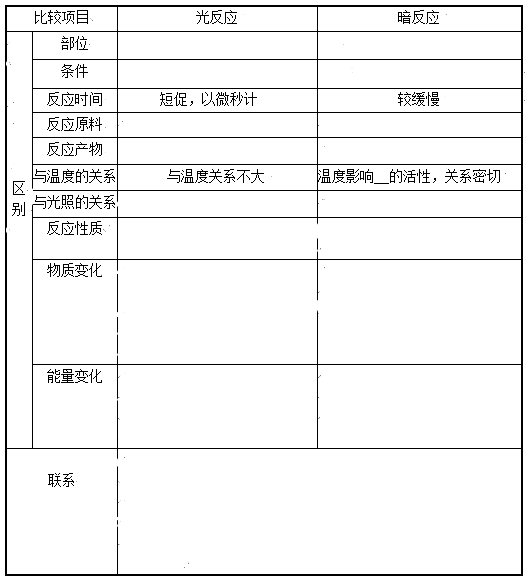 比较项目 光反应 暗反应
区别
部位
条件
反应时间 短促，以微秒计 较缓慢
反应原料
反应产物
与温度的关系 与温度关系不大 温度影响__的活性，关系密切
与光照的关系
反应性质
物质变化
能量变化
联系